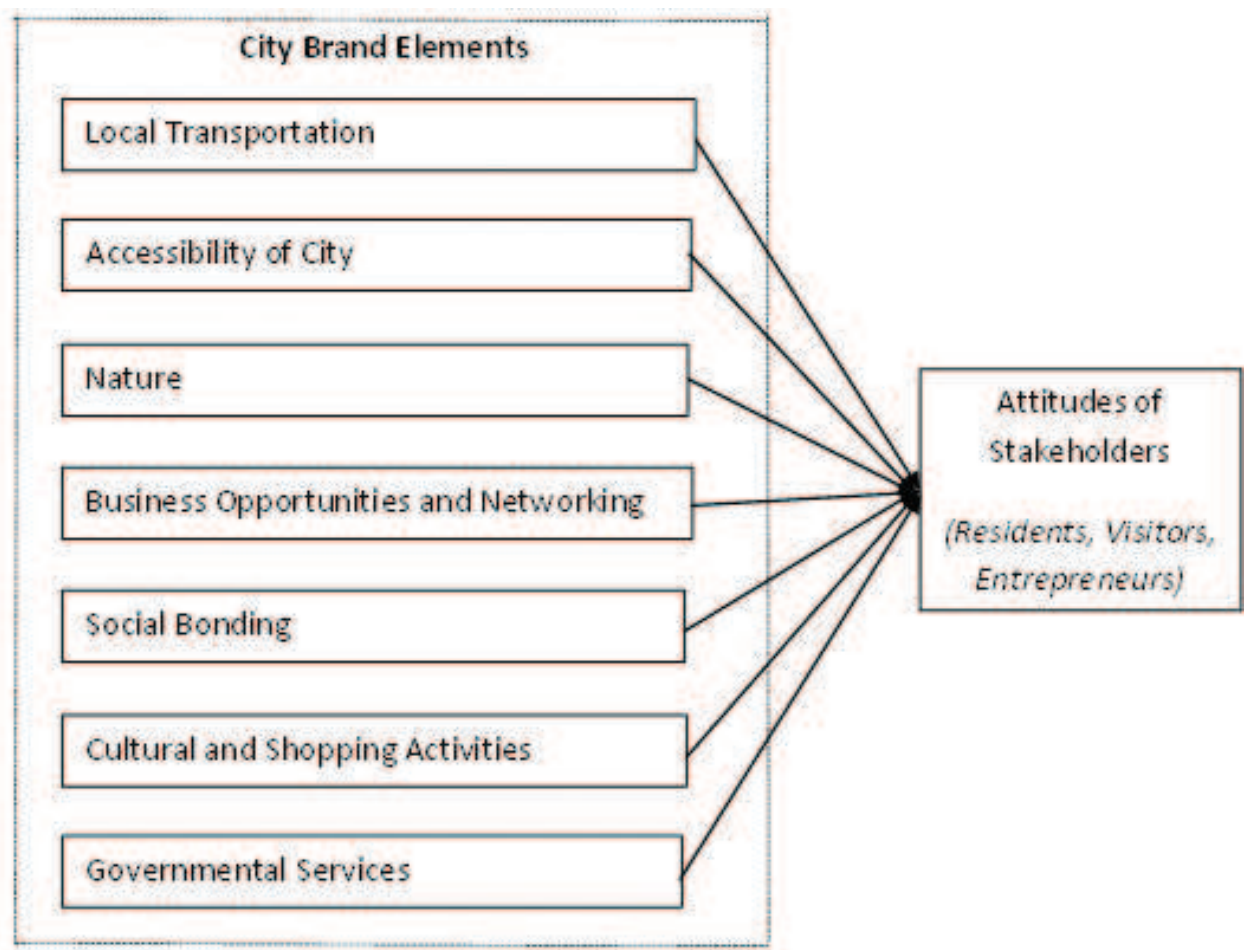 City Brand Elements
Local Transportation
Accessibility of City
Nature
Business Opportunities and Networking
Social Bonding
Cultural and Shopping Activities
Governmental Services
Attitudes of
Stakeholders
(Residents, Visitors,
Entrepreneurs)